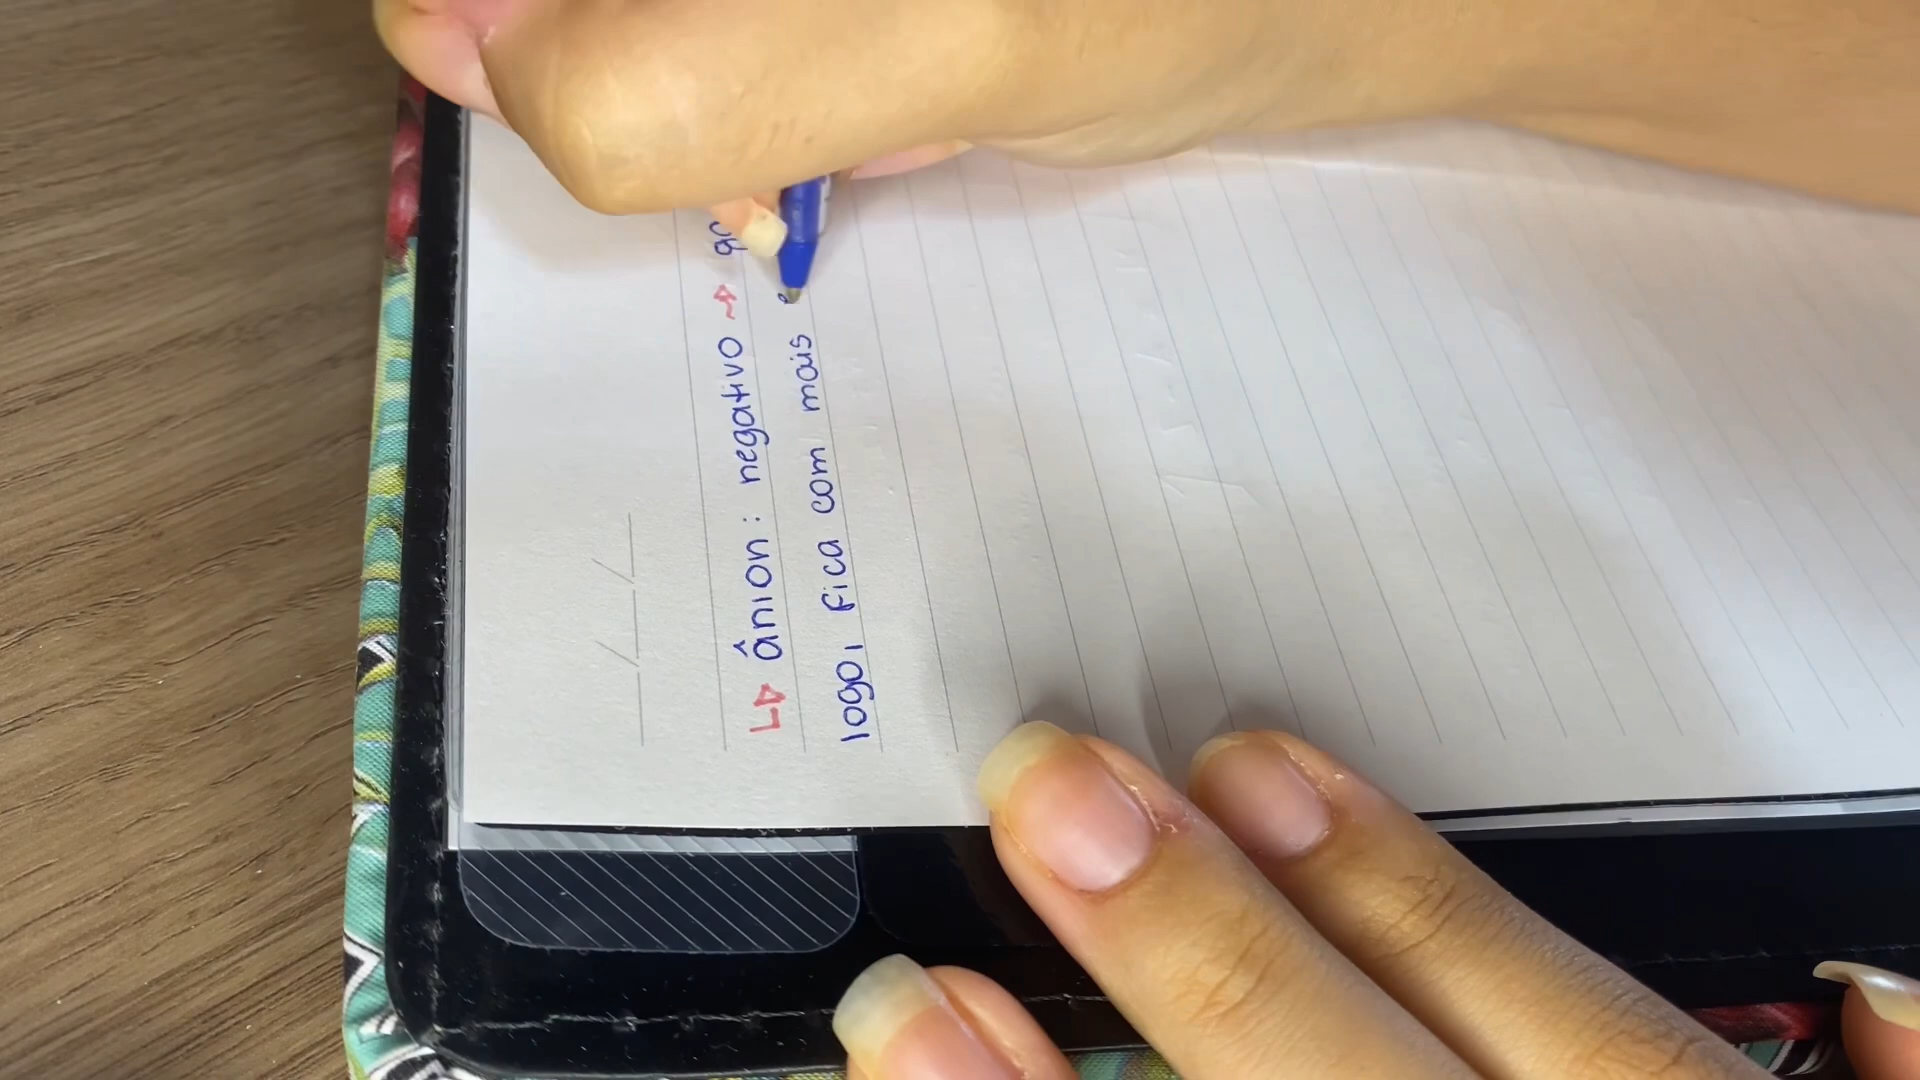 ↳ ânion: negativo →
logo, fica com mais